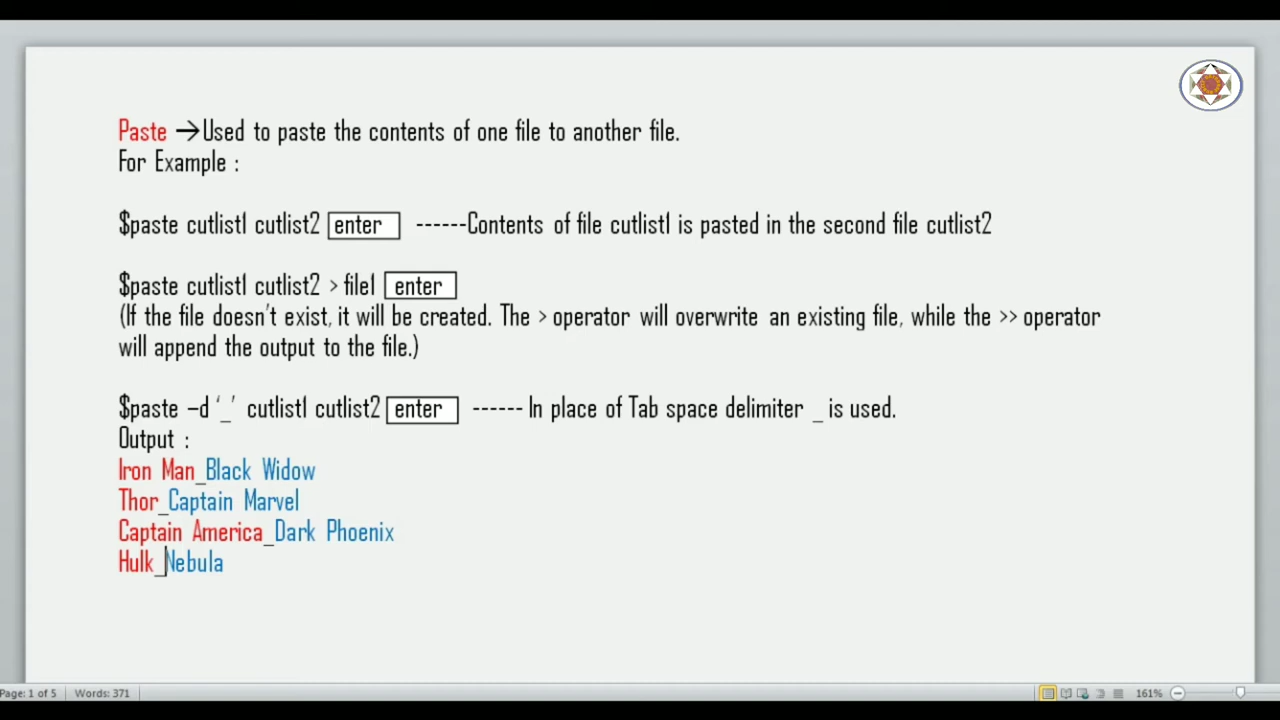 Paste →Used to paste the contents of one file to another file.
For Example :
$paste cutlist1 cutlist2 enter ------Contents of file cutlist1 is pasted in the second file cutlist2
$paste cutlist1 cutlist2 > file1 enter
(If the file doesn't exist, it will be created. The > operator will overwrite an existing file, while the >> operator
will append the output to the file.)
$paste –d ‘_’ cutlist1 cutlist2 enter ------ In place of Tab space delimiter _ is used.
Output :
Iron Man_Black Widow
Thor_Captain Marvel
Captain America_Dark Phoenix
Hulk_Nebula
Page: 1 of 5 Words: 371 161%